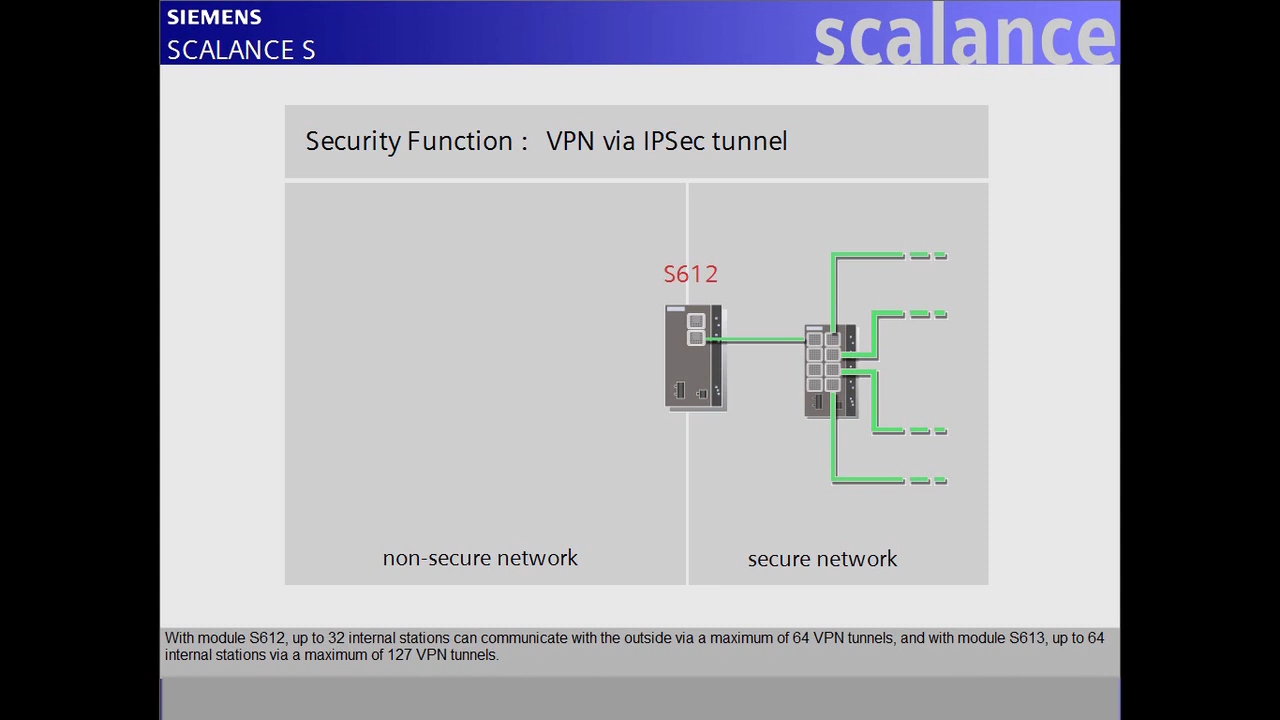 SIEMENS
SCALANCE S
scalance
Security Function : VPN via IPSec tunnel
S612
non-secure network
secure network
With module S612, up to 32 internal stations can communicate with the outside via a maximum of 64 VPN tunnels, and with module S613, up to 64
internal stations via a maximum of 127 VPN tunnels.